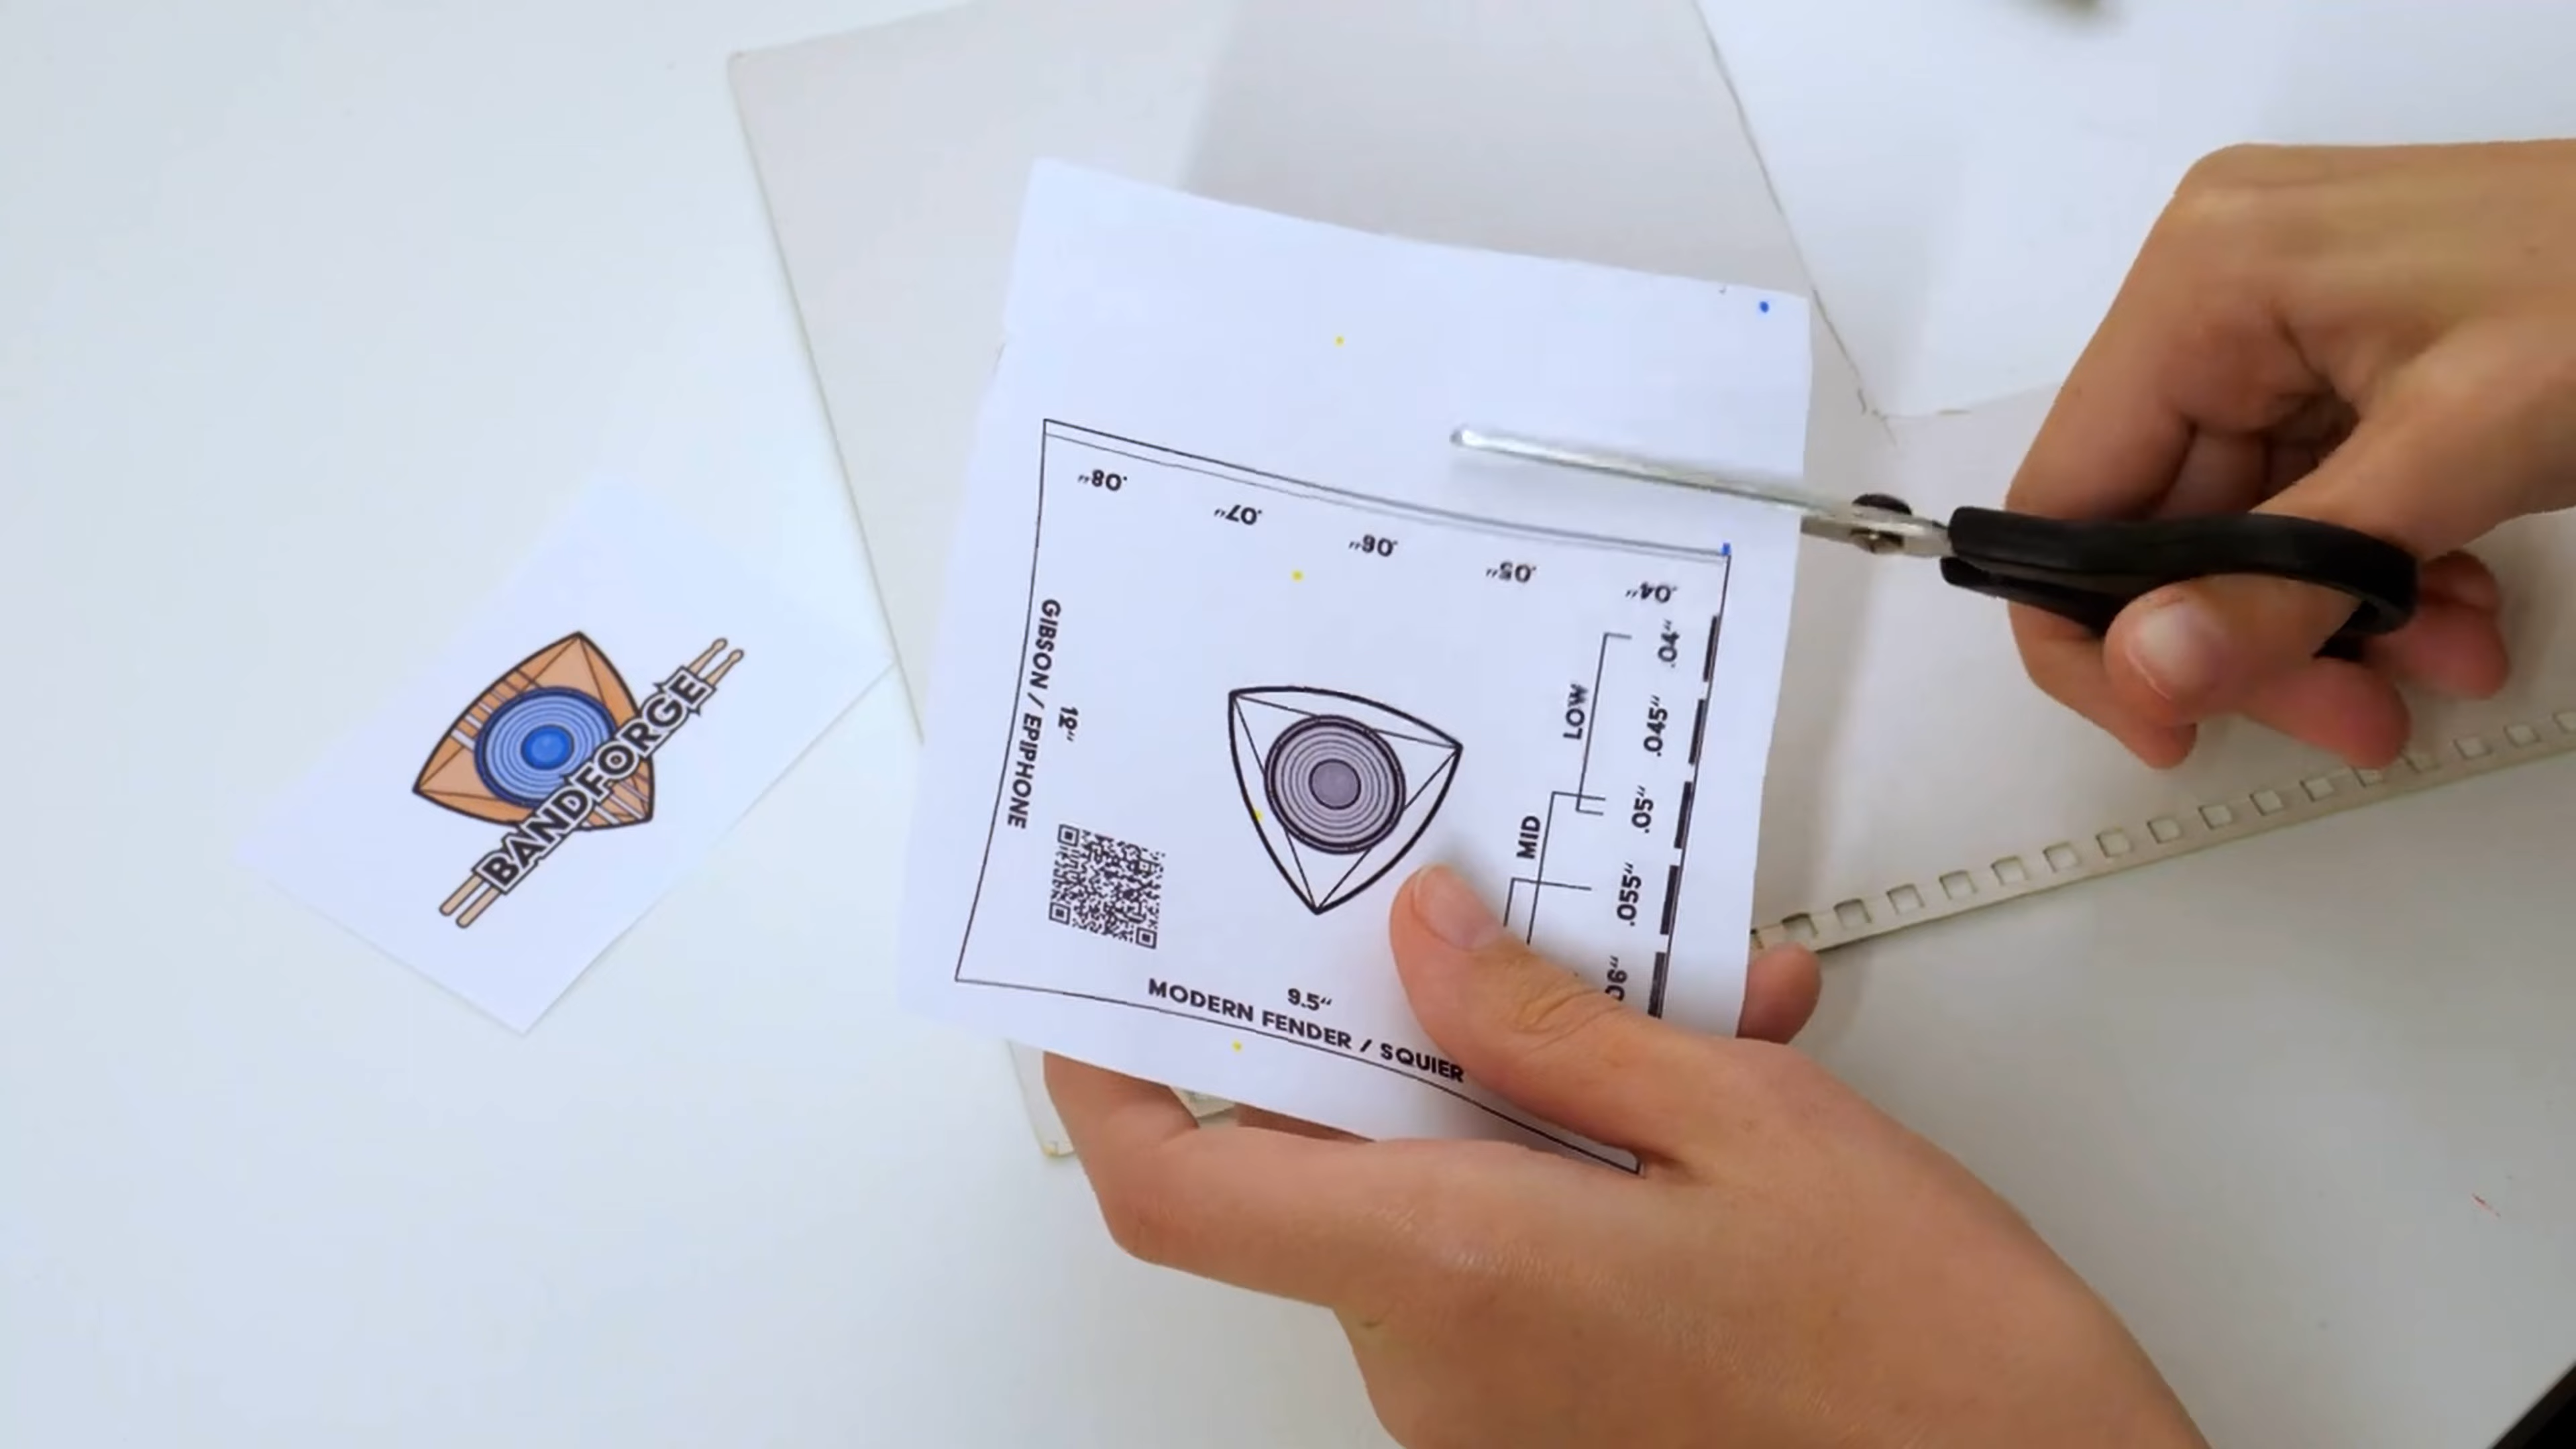 BANDFORGE
.08"
.07"
.06"
.05"
.04"
.04"
.045"
.05"
.055"
06"
LOW
MID
GIBSON / EPIPHONE
12"
9.5"
MODERN FENDER / SQUIER